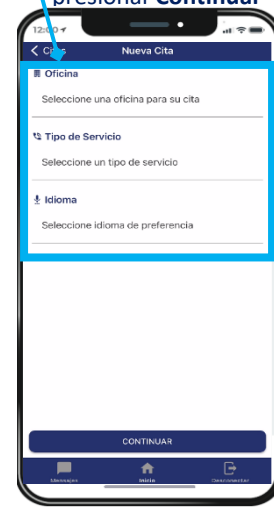 presionar Continuar
12:00
Citas
Nueva Cita
Oficina
Seleccione una oficina para su cita
Tipo de Servicio
Seleccione un tipo de servicio
Idioma
Seleccione idioma de preferencia
CONTINUAR
Mensajes Inicio Desconectar